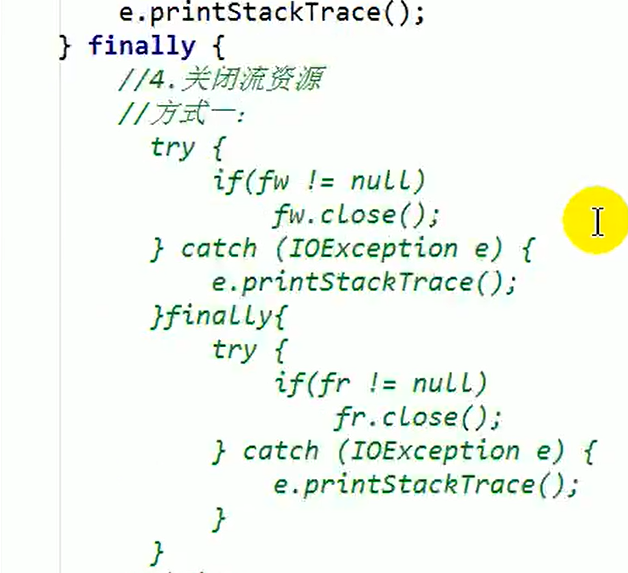 e.printStackTrace();
} finally {
//4.关闭流资源
//方式一：
try {
if(fw != null)
fw.close();
} catch (IOException e) {
e.printStackTrace();
}finally{
try {
if(fr != null)
fr.close();
} catch (IOException e) {
e.printStackTrace();
}
}